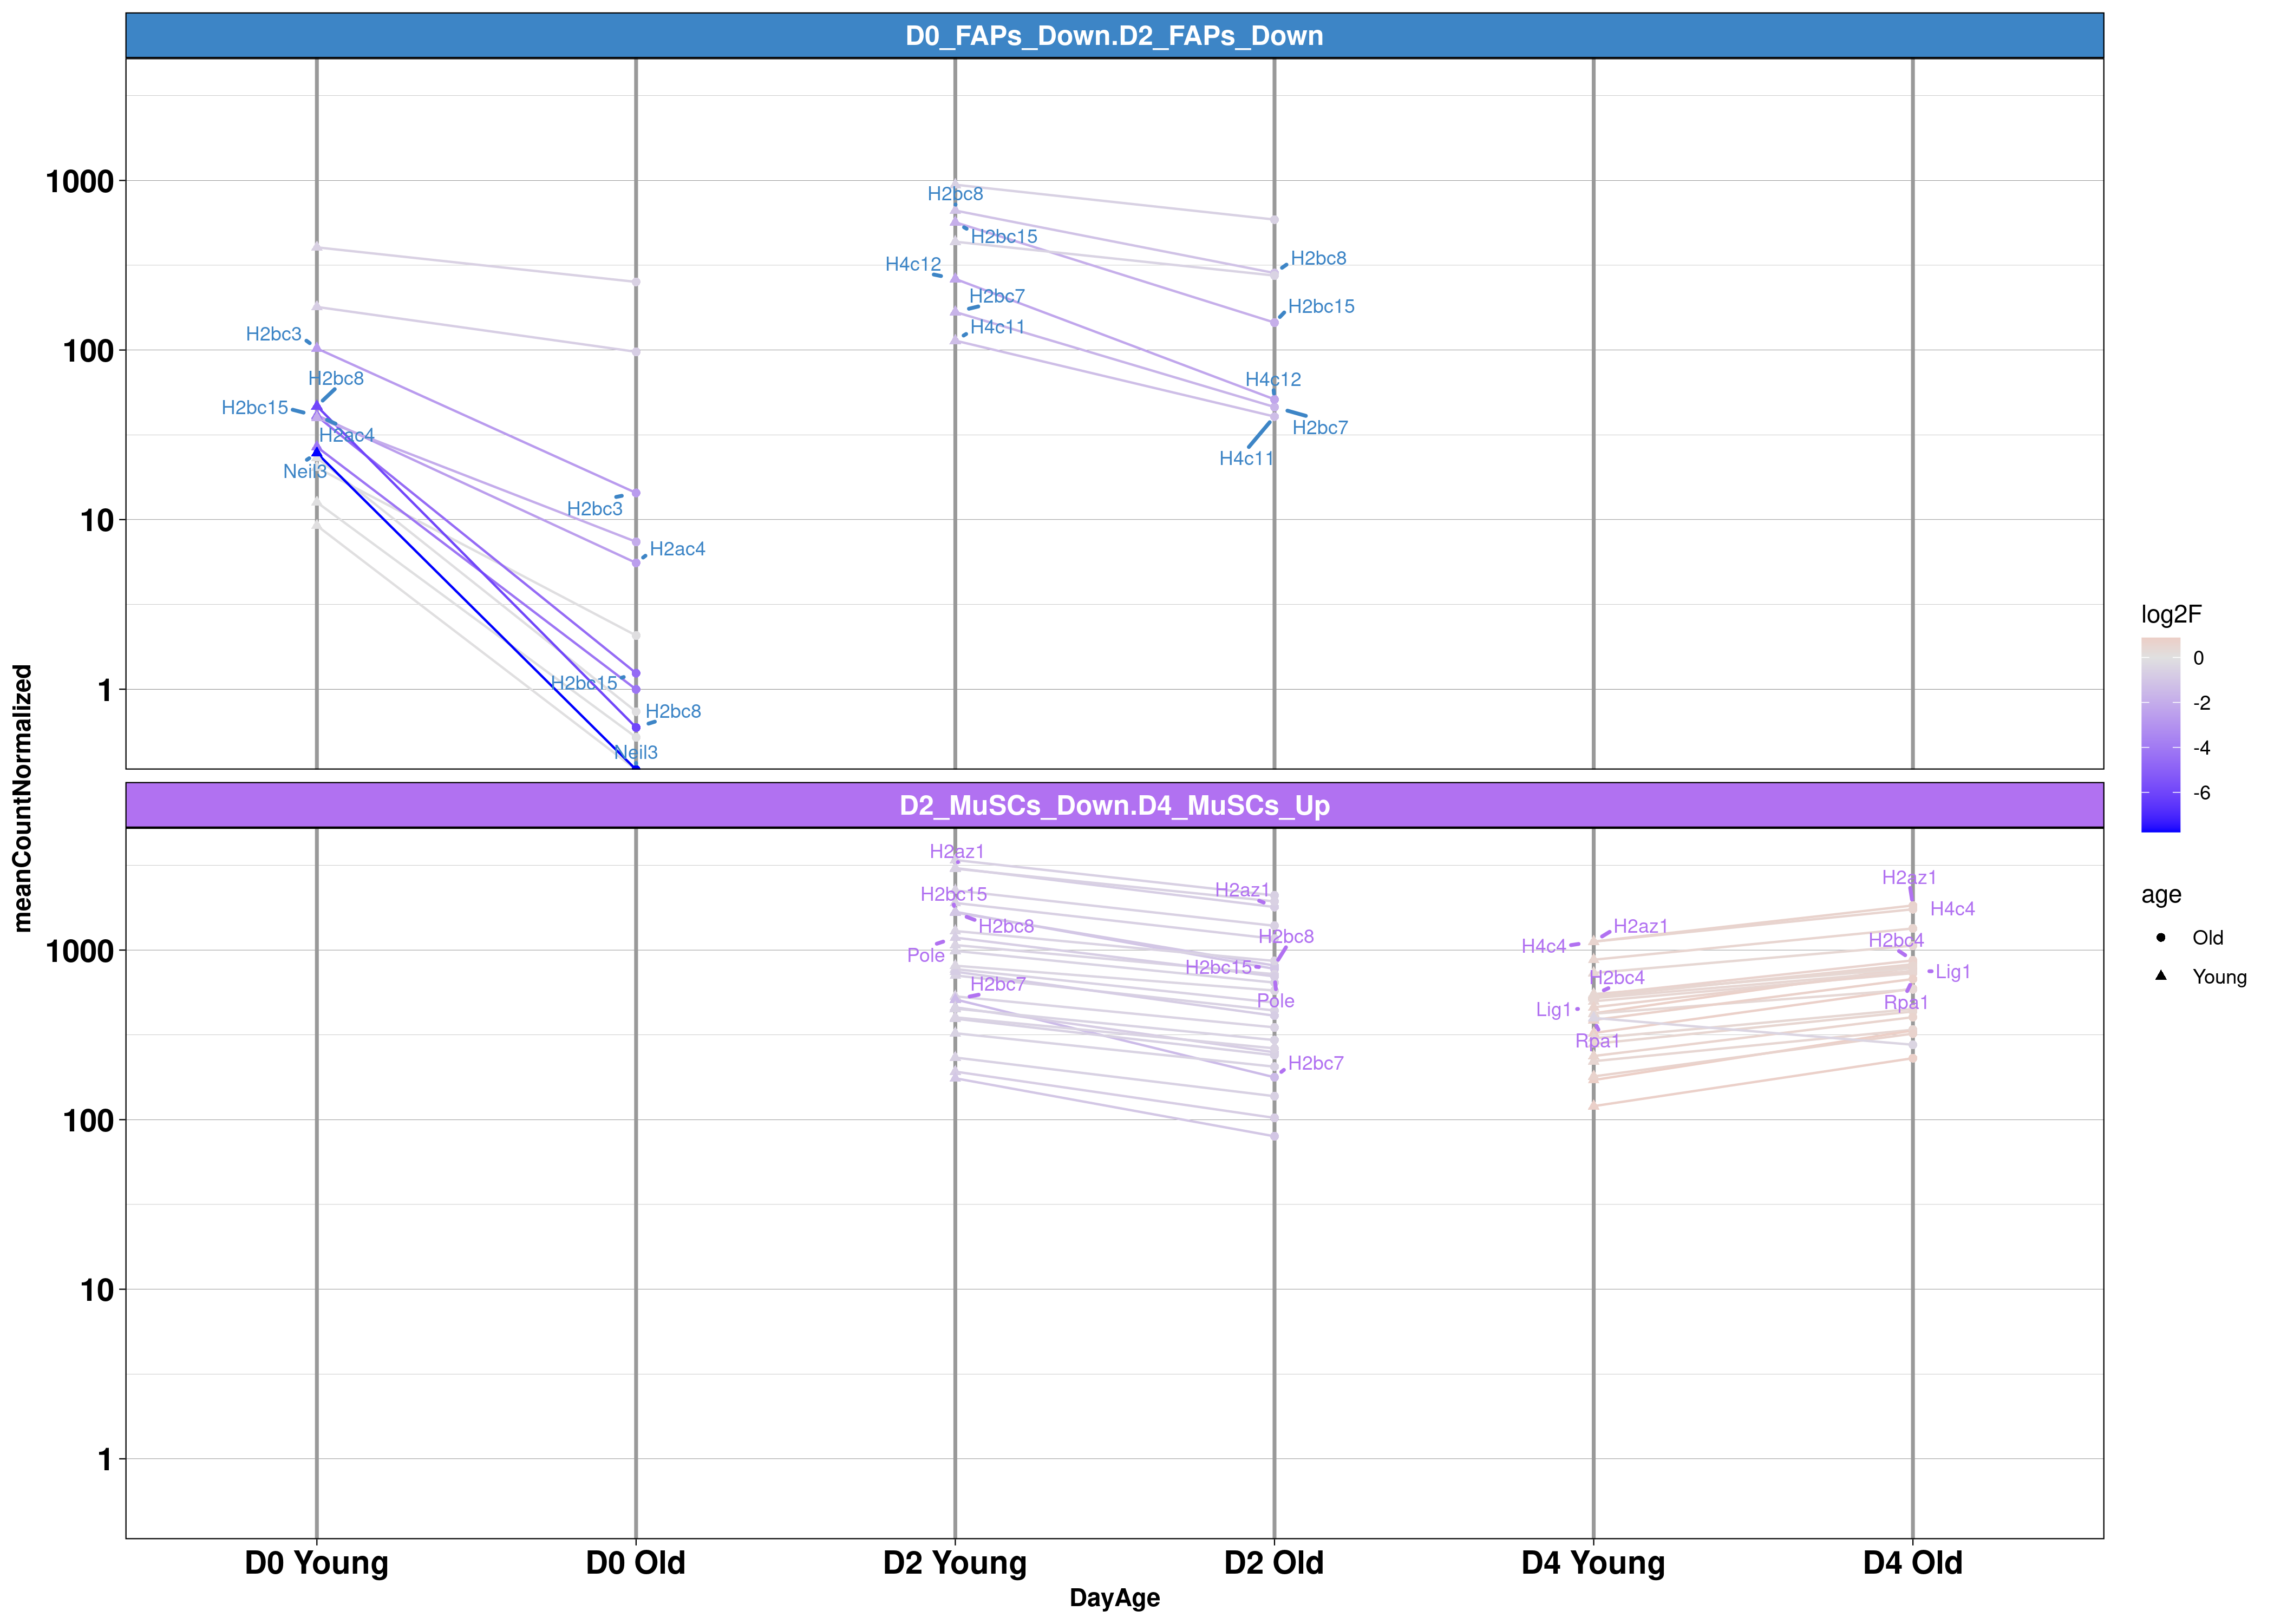 D0_FAPs_Down.D2_FAPs_Down
1000
100
10
1
H2bc3
H2bc8
H2bc15
H2ac4
Neil3
H2bc3
H2ac4
H2bc15
H2bc8
Neil3
H2bc8
H2bc15
H4c12
H2bc7
H4c11
H2bc8
H2bc15
H4c12
H2bc7
H4c11
D2_MuSCs_Down.D4_MuSCs_Up
1000
100
10
1
H2az1
H2bc15
H2bc8
Pole
H2bc7
H2az1
H2bc8
H2bc15
Pole
H2bc7
H2az1
H4c4
H2bc4
Lig1
Rpa1
H2az1
H4c4
H2bc4
Lig1
Rpa1
D0 Young
D0 Old
D2 Young
D2 Old
D4 Young
D4 Old
DayAge
meanCountNormalized
log2F
0
-2
-4
-6
age
Old
Young